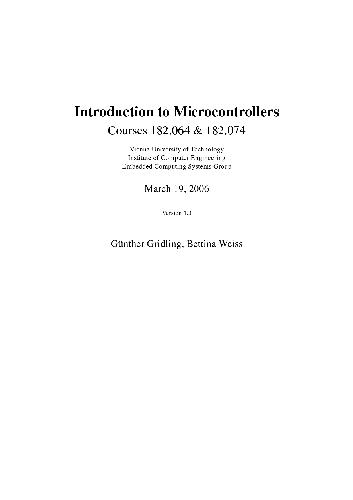 Introduction to Microcontrollers
Courses 182.064 & 182.074
Vienna University of Technology
Institute of Computer Engineering
Embedded Computing Systems Group
March 19, 2006
Version 1.3
Günther Gridling, Bettina Weiss